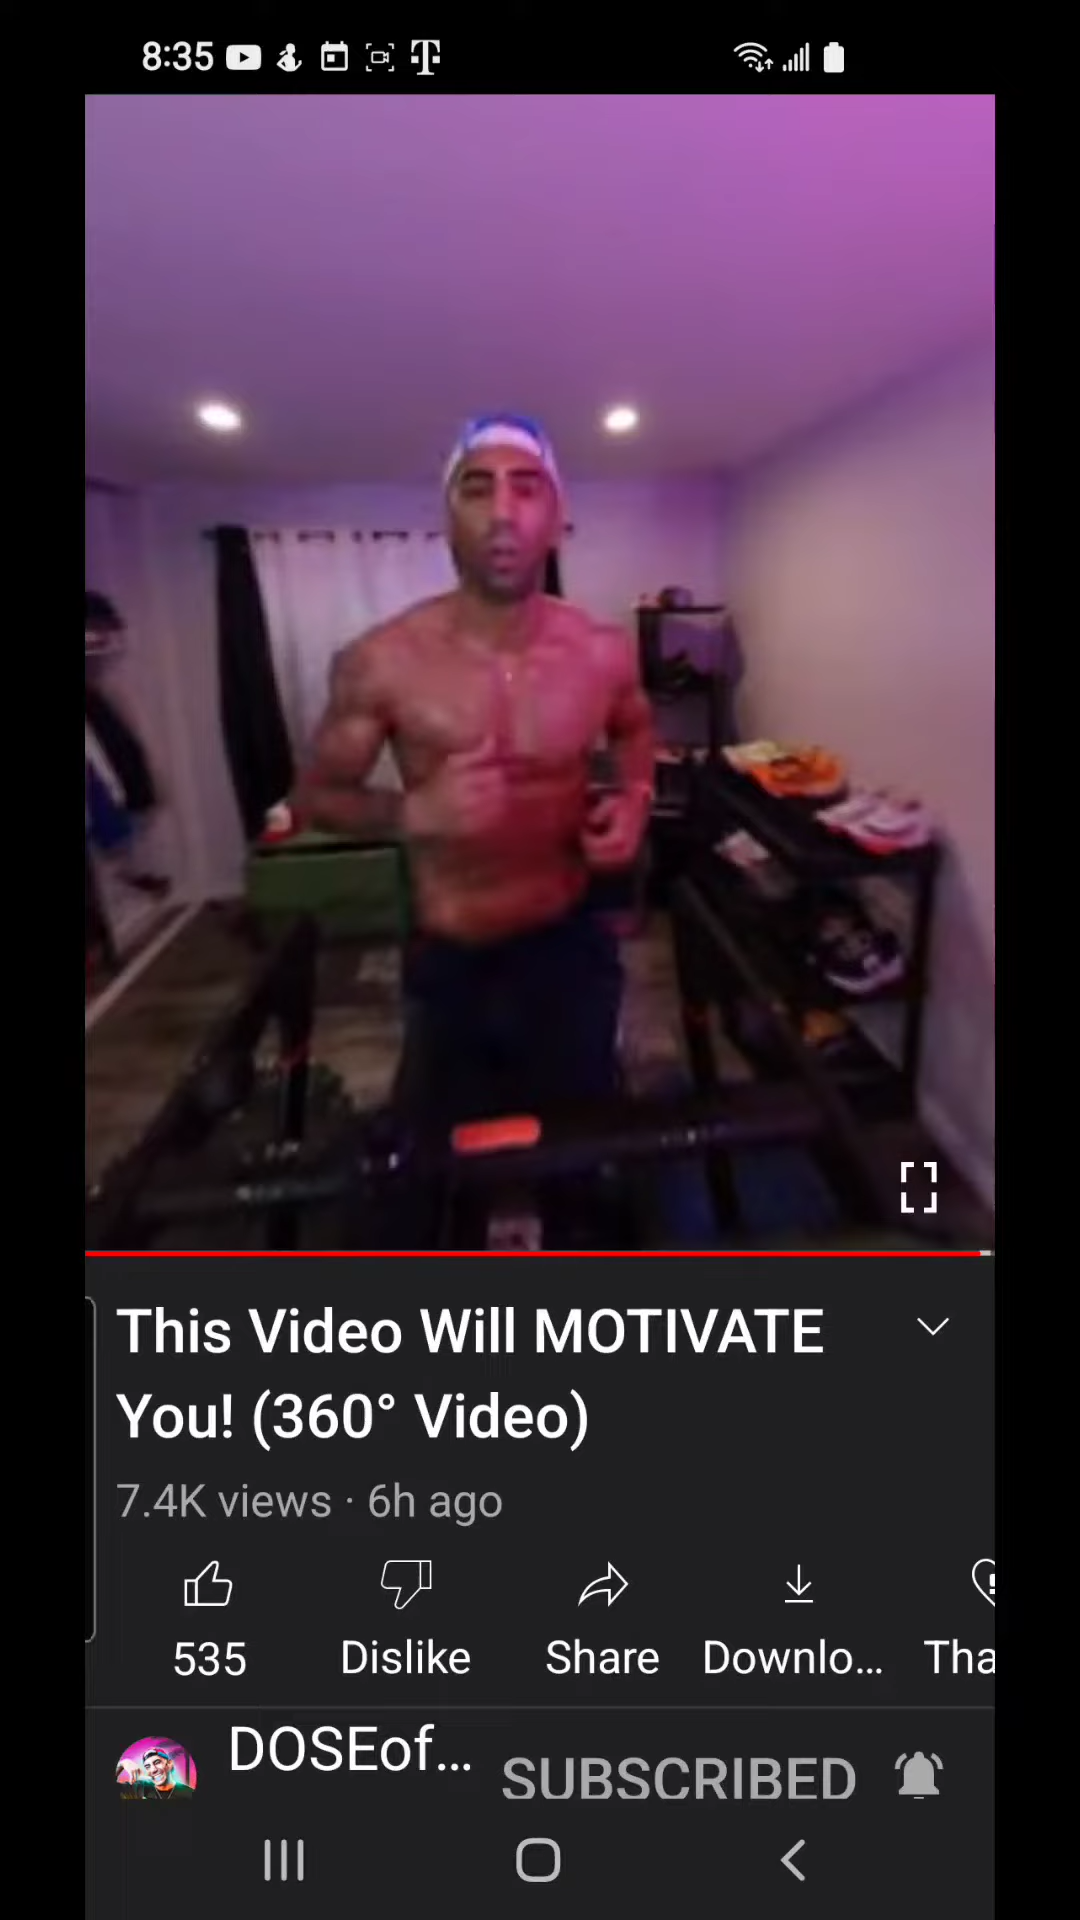 8:35
This Video Will MOTIVATE
You! (360° Video)
7.4K views · 6h ago
535 Dislike Share Downlo... Tha
DOSEof... SUBSCRIBED